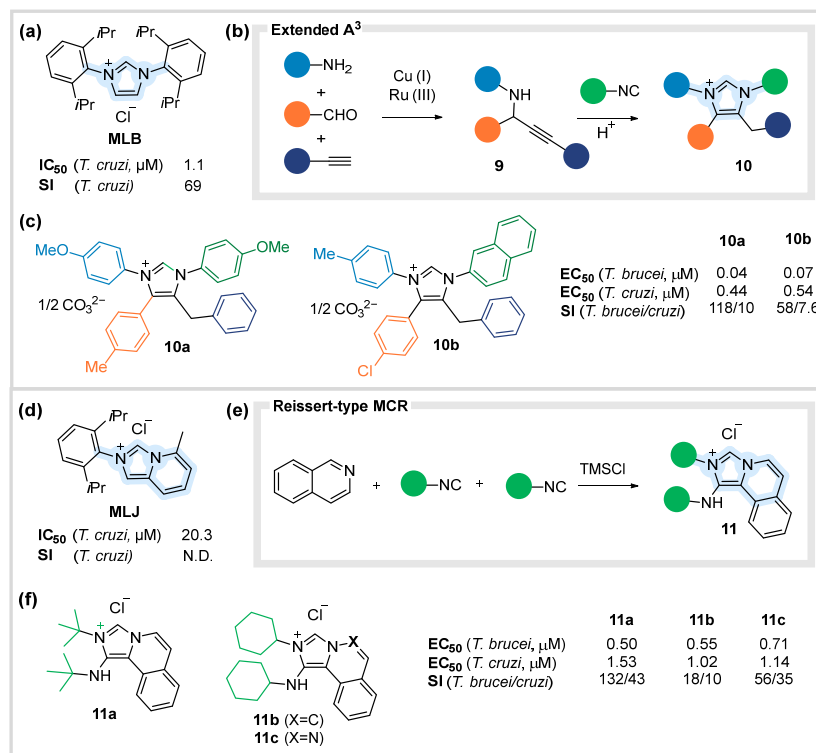 (a)
iPr
iPr
N
+
N
iPr
iPr
Cl−
MLB
IC50 (T. cruzi, μM) 1.1
SI (T. cruzi) 69
(b)
Extended A3
NH2
+
CHO
+
Cu (I)
Ru (III)
NH
9
NC
H+
+
N
N
10
(c)
MeO
OMe
+
N
N
1/2 CO3 2−
Me
10a
Me
+
N
N
1/2 CO3 2−
Cl
10b
10a 10b
EC50 (T. brucei, μM) 0.04 0.07
EC50 (T. cruzi, μM) 0.44 0.54
SI (T. brucei/cruzi) 118/10 58/7.6
(d)
iPr
Cl−
+
N
N
iPr
MLJ
IC50 (T. cruzi, μM) 20.3
SI (T. cruzi) N.D.
(e)
Reissert-type MCR
N
+
NC
+
NC
TMSCl
Cl−
+
N
N
NH
11
(f)
Cl−
+
N
N
NH
11a
Cl−
+
N
N
X
NH
11b (X=C)
11c (X=N)
11a 11b 11c
EC50 (T. brucei, μM) 0.50 0.55 0.71
EC50 (T. cruzi, μM) 1.53 1.02 1.14
SI (T. brucei/cruzi) 132/43 18/10 56/35